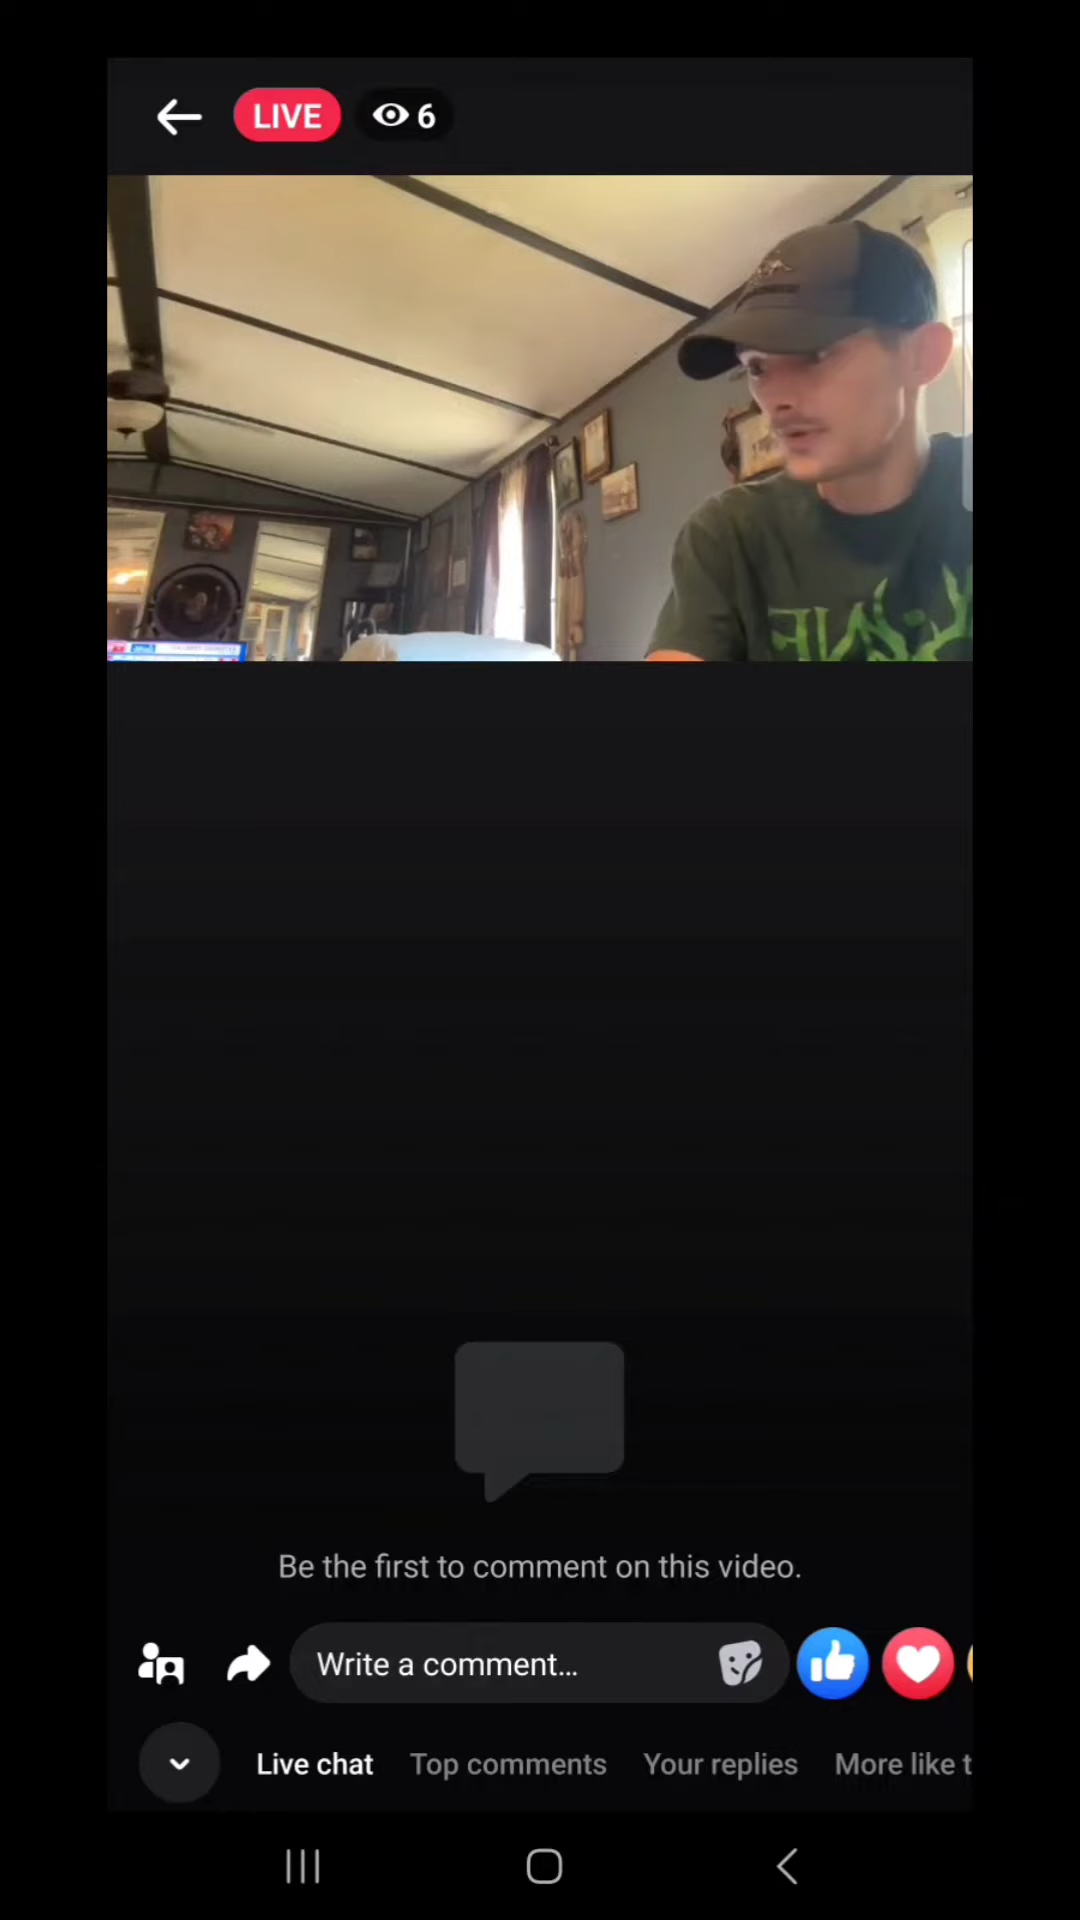 LIVE
6
Be the first to comment on this video.
Write a comment...
Live chat
Top comments
Your replies
More like t